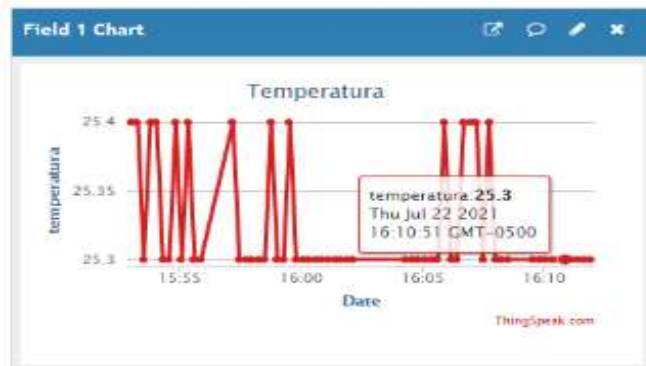 Field 1 Chart
Temperatura
temperatura
25.4
25.35
25.3
temperatura:25.3
Thu Jul 22 2021
16:10:51 GMT-0500
15:55 16:00 16:05 16:10
Date
ThingSpeak.com